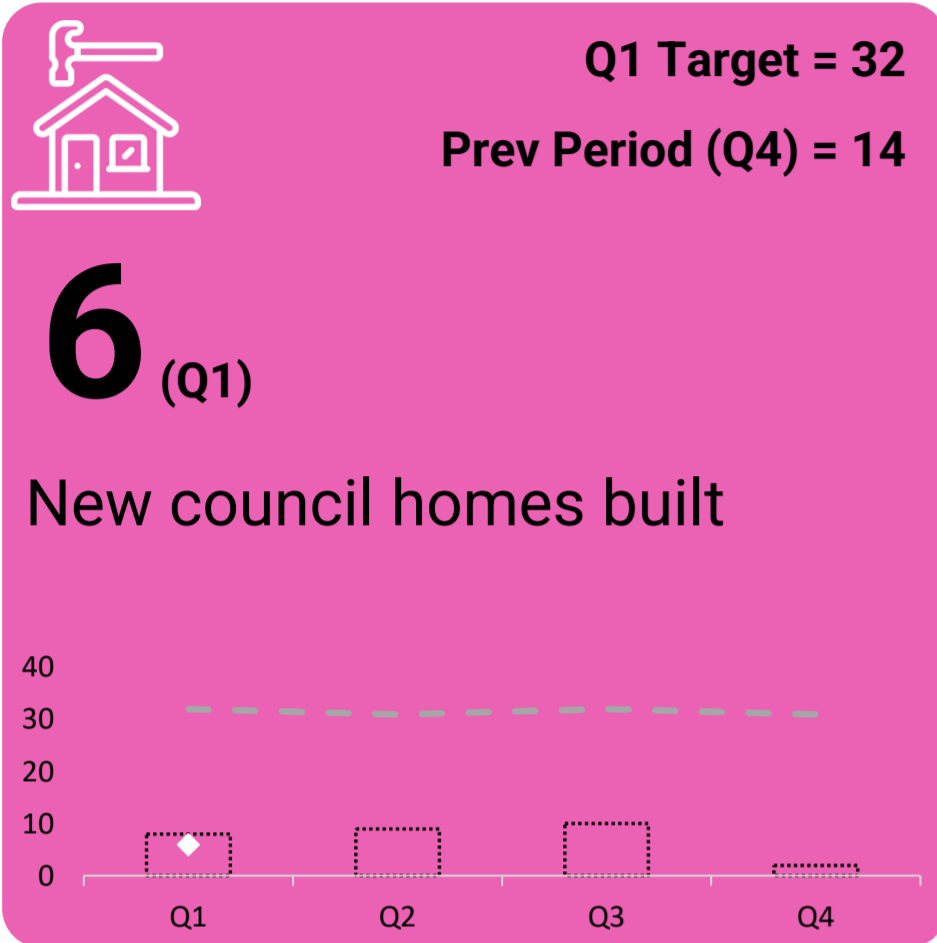 Q1 Target = 32
Prev Period (Q4) = 14
6 (Q1)
New council homes built
40
30
20
10
0
Q1 Q2 Q3 Q4